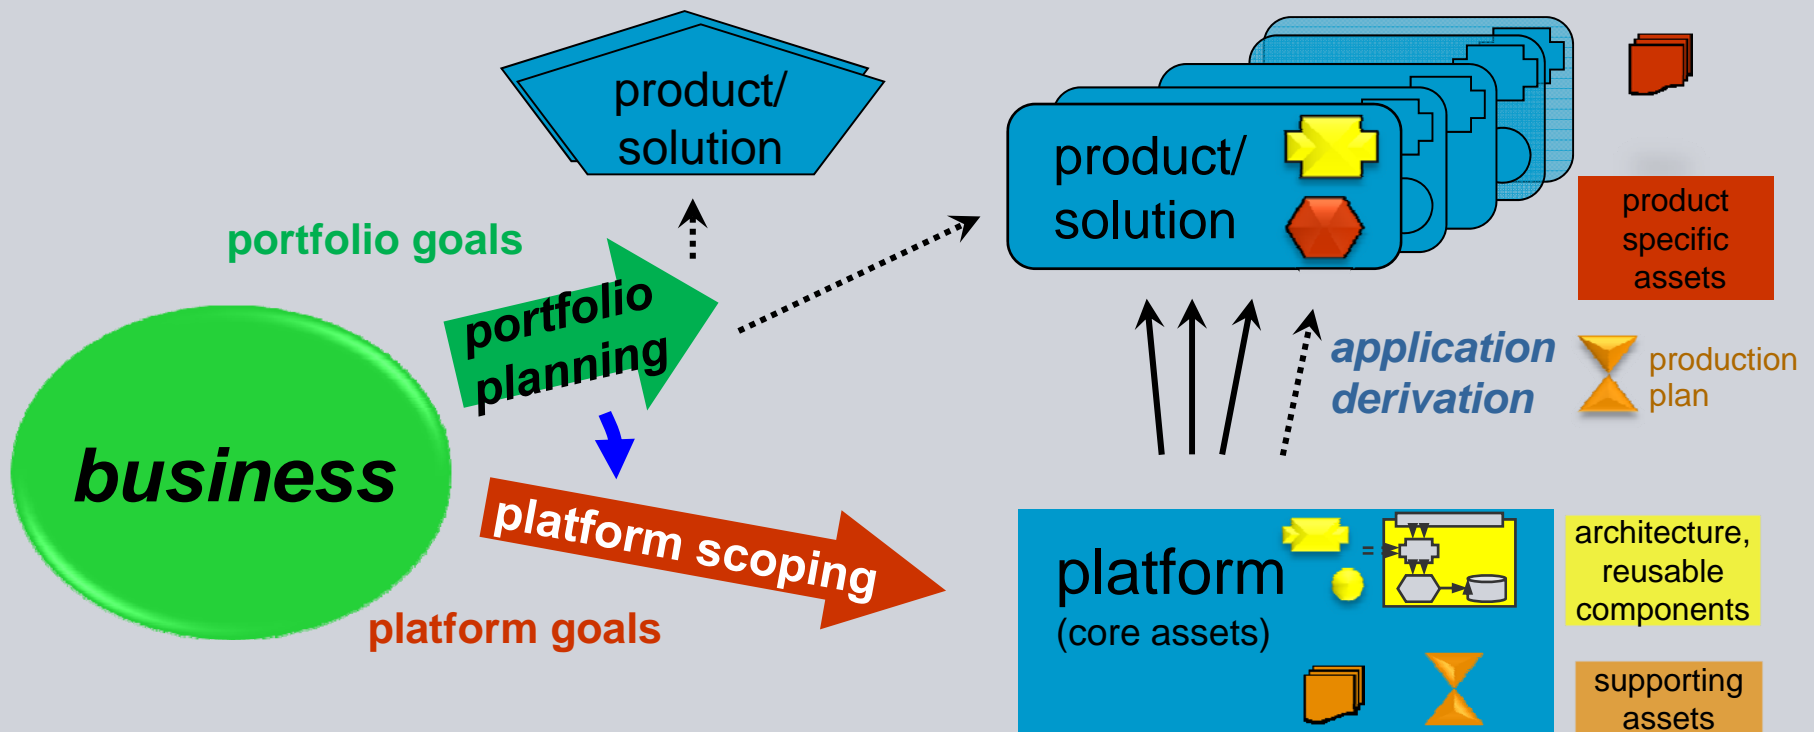 product/
solution
product/
solution
product
specific
assets
portfolio goals
portfolio
planning
application
derivation
production
plan
business
platform scoping
platform goals
platform
(core assets)
=
architecture,
reusable
components
supporting
assets